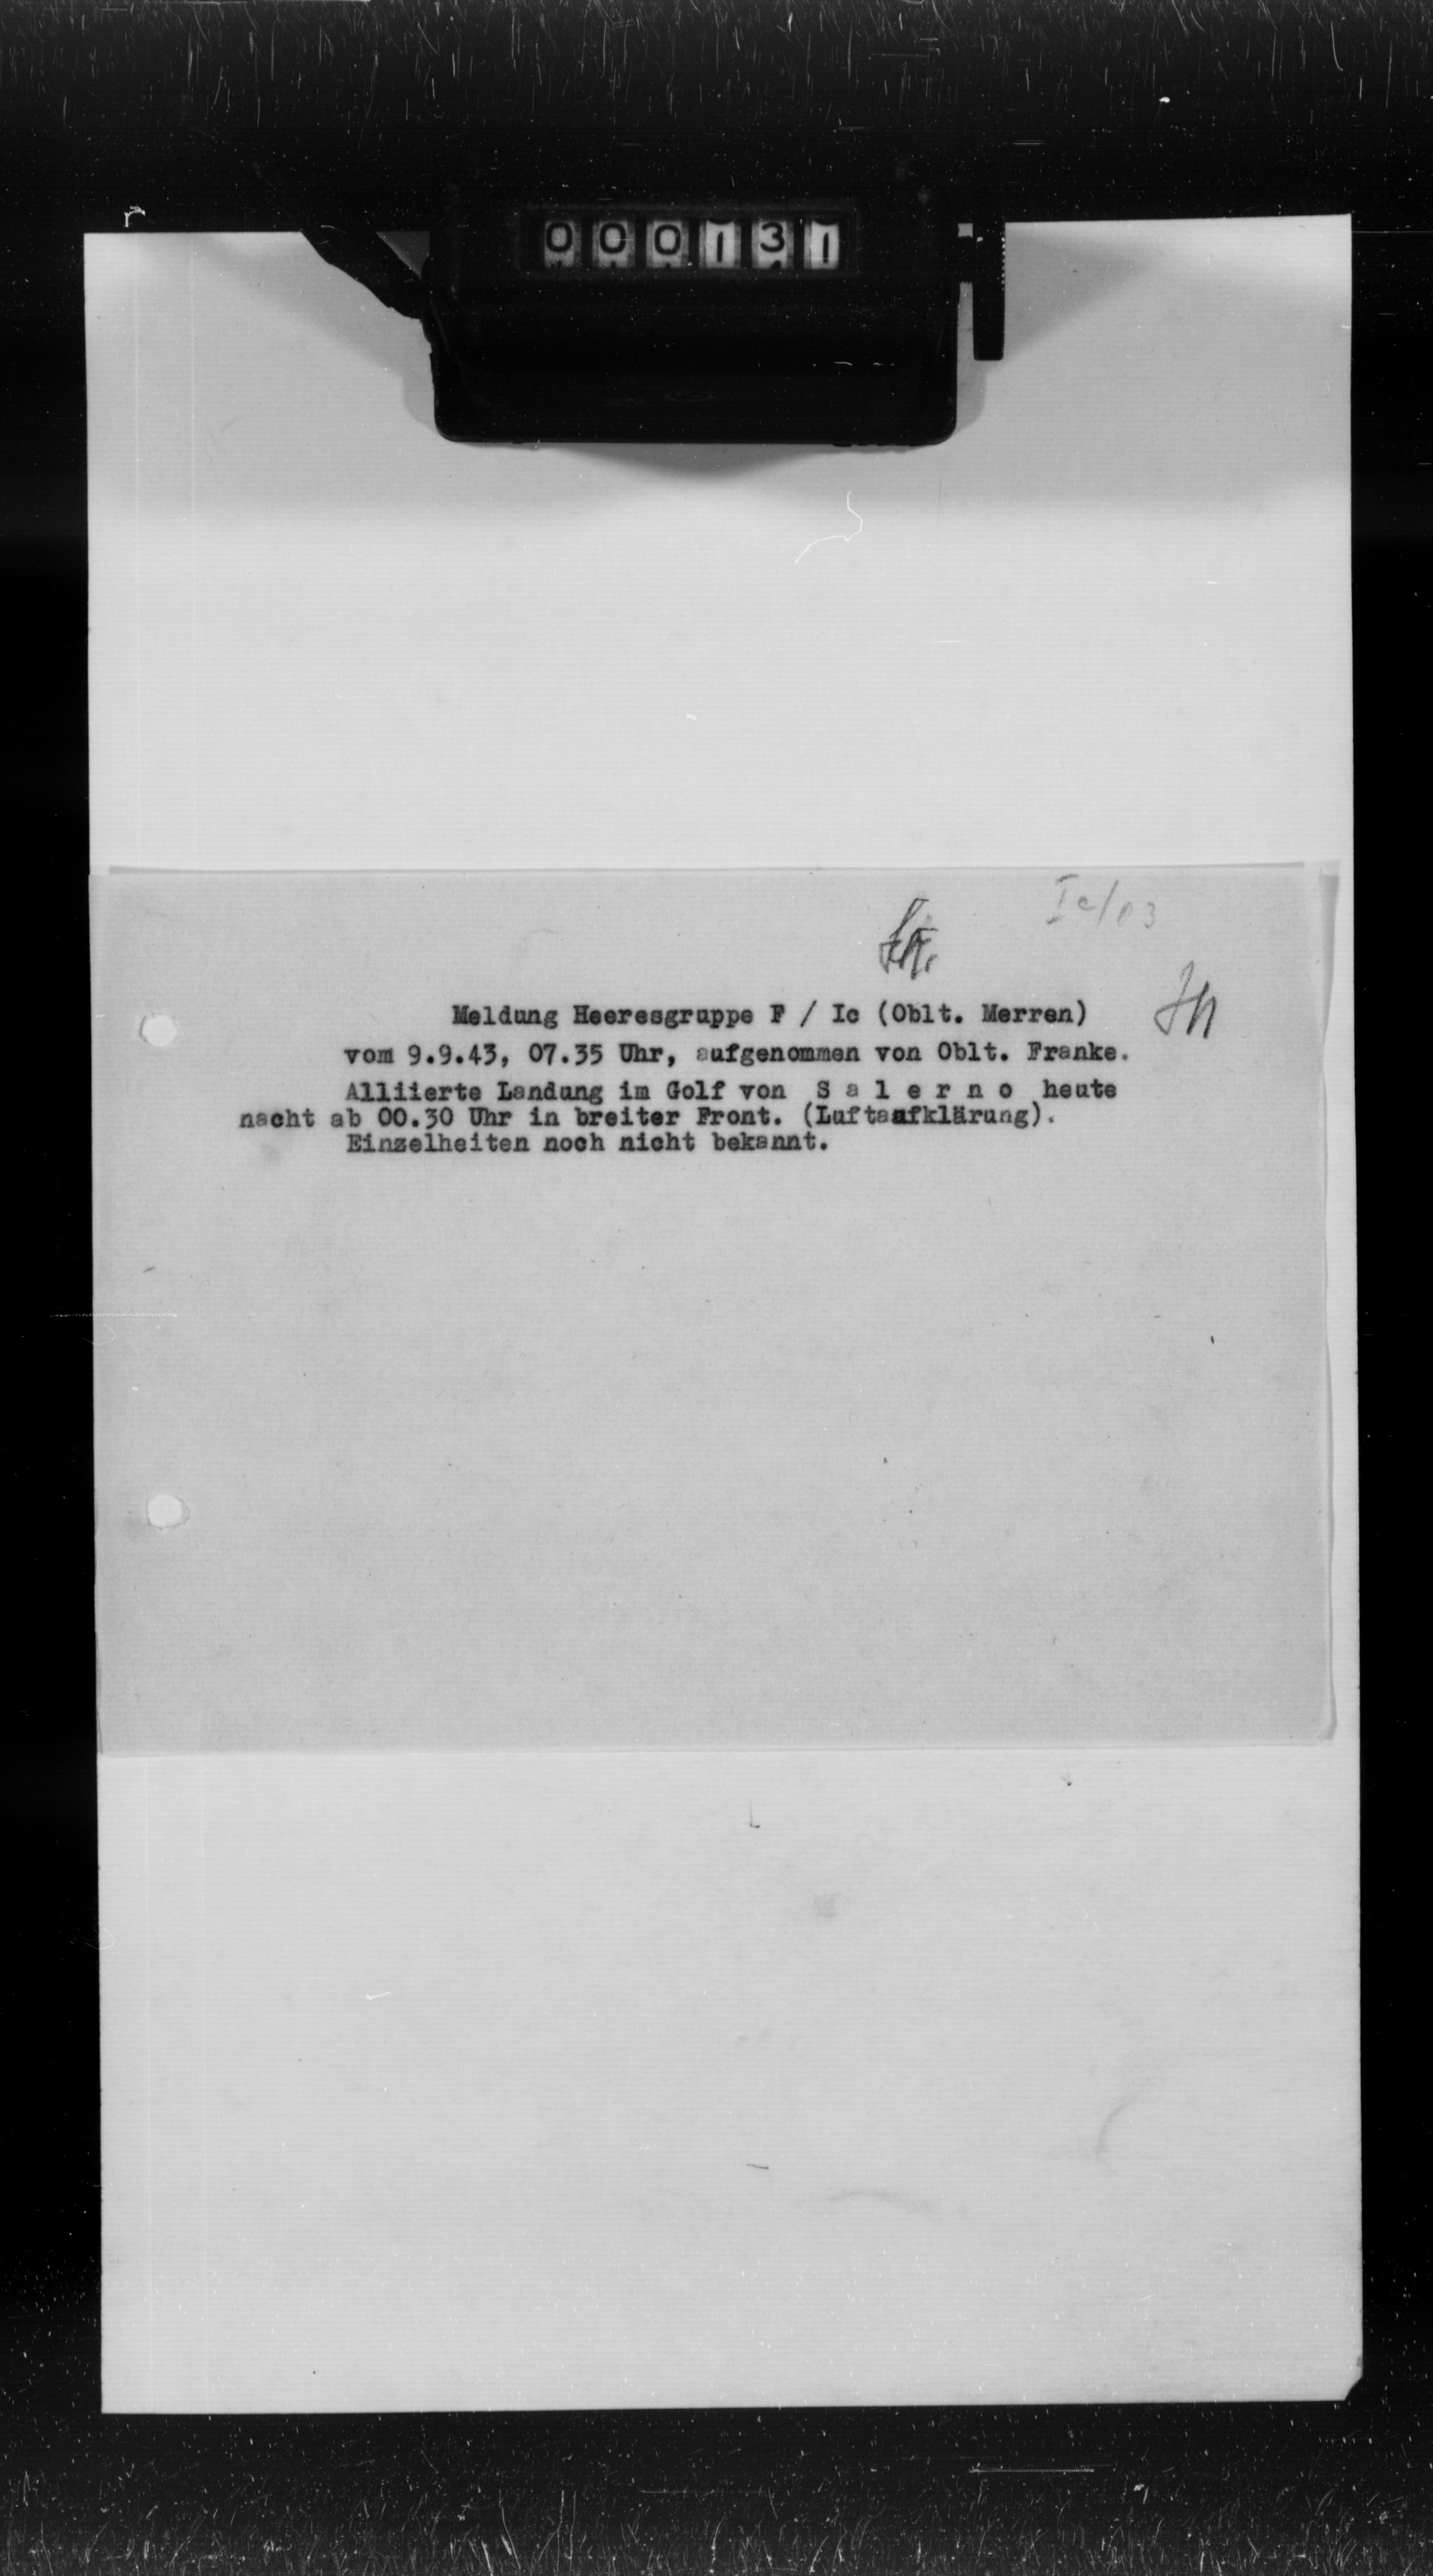 000131
Ic/03
Meldung Heeresgruppe F / Ic (Oblt. Merren)
vom 9.9.43, 07.35 Uhr, aufgenommen von Oblt. Franke.
Alliierte Landung im Golf von S a l e r n o heute
nacht ab 00.30 Uhr in breiter Front. (Luftaufklärung).
Einzelheiten noch nicht bekannt.